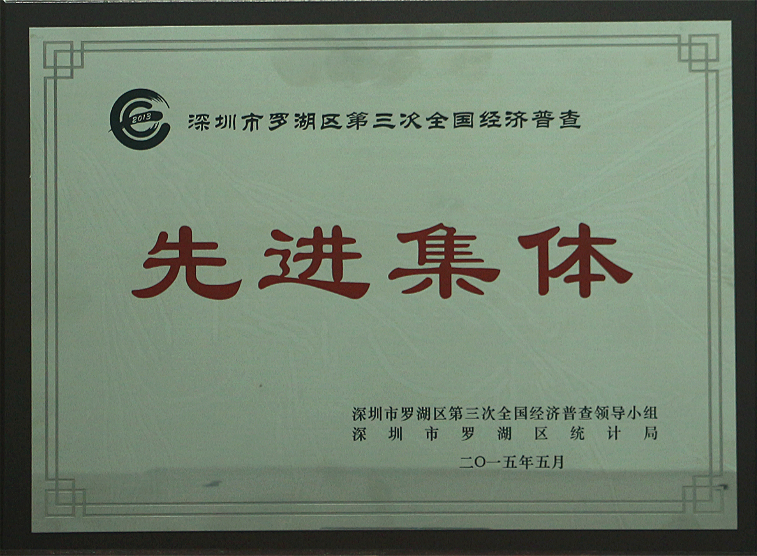 2013
深圳市罗湖区第三次全国经济普查
先进集体
深圳市罗湖区第三次全国经济普查领导小组
深圳市罗湖区统计局
二〇一五年五月